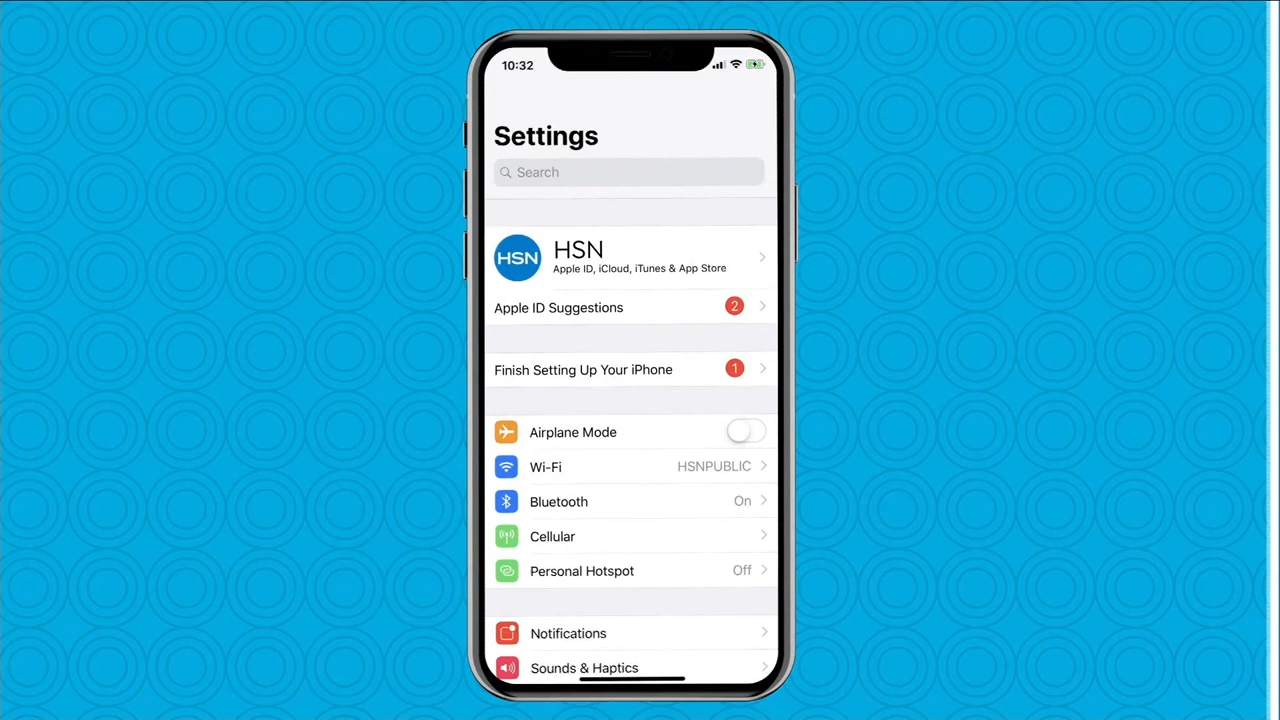 10:32
Settings
Search
HSN
HSN
Apple ID, iCloud, iTunes & App Store
Apple ID Suggestions 2
Finish Setting Up Your iPhone 1
Airplane Mode
Wi-Fi HSNPUBLIC
Bluetooth On
Cellular
Personal Hotspot Off
Notifications
Sounds & Haptics